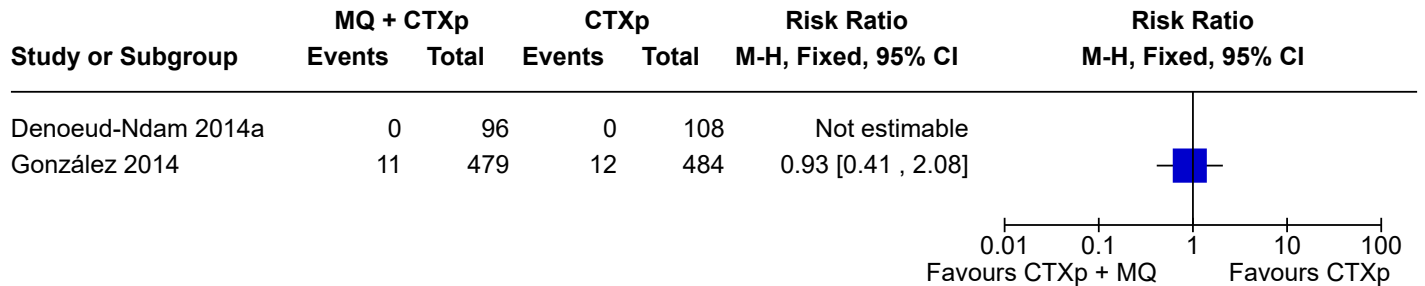 MQ + CTXp CTXp Risk Ratio Risk Ratio
Study or Subgroup Events Total Events Total M-H, Fixed, 95% CI M-H, Fixed, 95% CI
Denoeud-Ndam 2014a 0 96 0 108 Not estimable
González 2014 11 479 12 484 0.93 [0.41 , 2.08]
0.01 0.1 1 10 100
Favours CTXp + MQ Favours CTXp